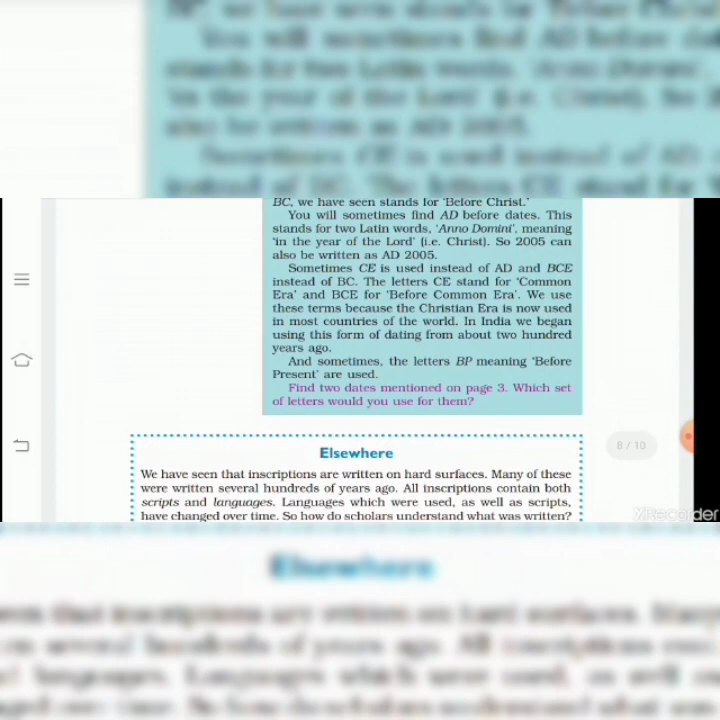 BC, we have seen stands for 'Before Christ.'
You will sometimes find AD before dates. This
stands for two Latin words, 'Anno Domini', meaning
'in the year of the Lord' (i.e. Christ). So 2005 can
also be written as AD 2005.
Sometimes CE is used instead of AD and BCE
instead of BC. The letters CE stand for 'Common
Era' and BCE for 'Before Common Era'. We use
these terms because the Christian Era is now used
in most countries of the world. In India we began
using this form of dating from about two hundred
years ago.
And sometimes, the letters BP meaning 'Before
Present' are used.
Find two dates mentioned on page 3. Which set
of letters would you use for them?
8 / 10
Elsewhere
We have seen that inscriptions are written on hard surfaces. Many of these
were written several hundreds of years ago. All inscriptions contain both
scripts and languages. Languages which were used, as well as scripts,
have changed over time. So how do scholars understand what was written?
XRecorder
Elsewhere